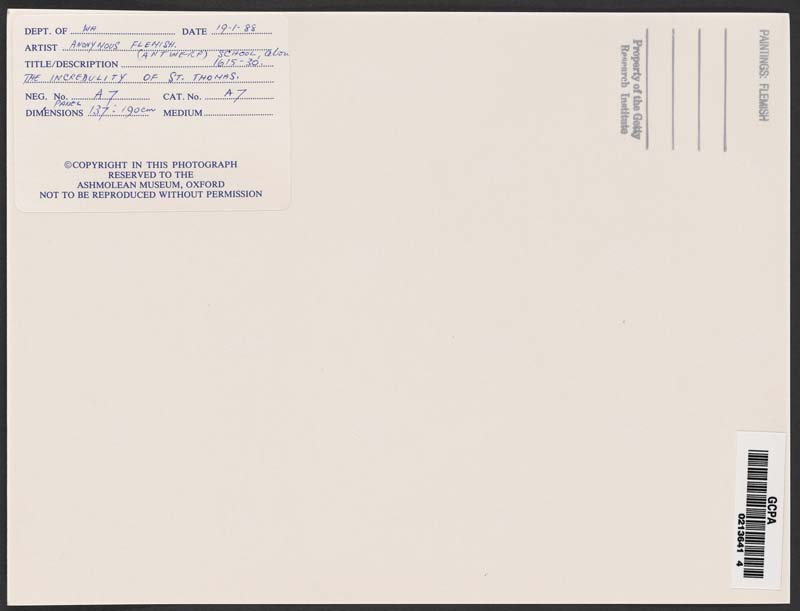 DEPT. OF WA DATE 19-1-88
ARTIST ANONYMOUS FLEMISH.
(ANTWERP) SCHOOL,
TITLE/DESCRIPTION 1615-30.
THE INCREDULITY OF ST. THOMAS.
NEG. No. A7 CAT. No. A7
PANEL
DIMENSIONS 137: 190cm MEDIUM
©COPYRIGHT IN THIS PHOTOGRAPH
RESERVED TO THE
ASHMOLEAN MUSEUM, OXFORD
NOT TO BE REPRODUCED WITHOUT PERMISSION
Property of the Getty
Research Institute
PAINTINGS: FLEMISH
GCPA
0213641 4